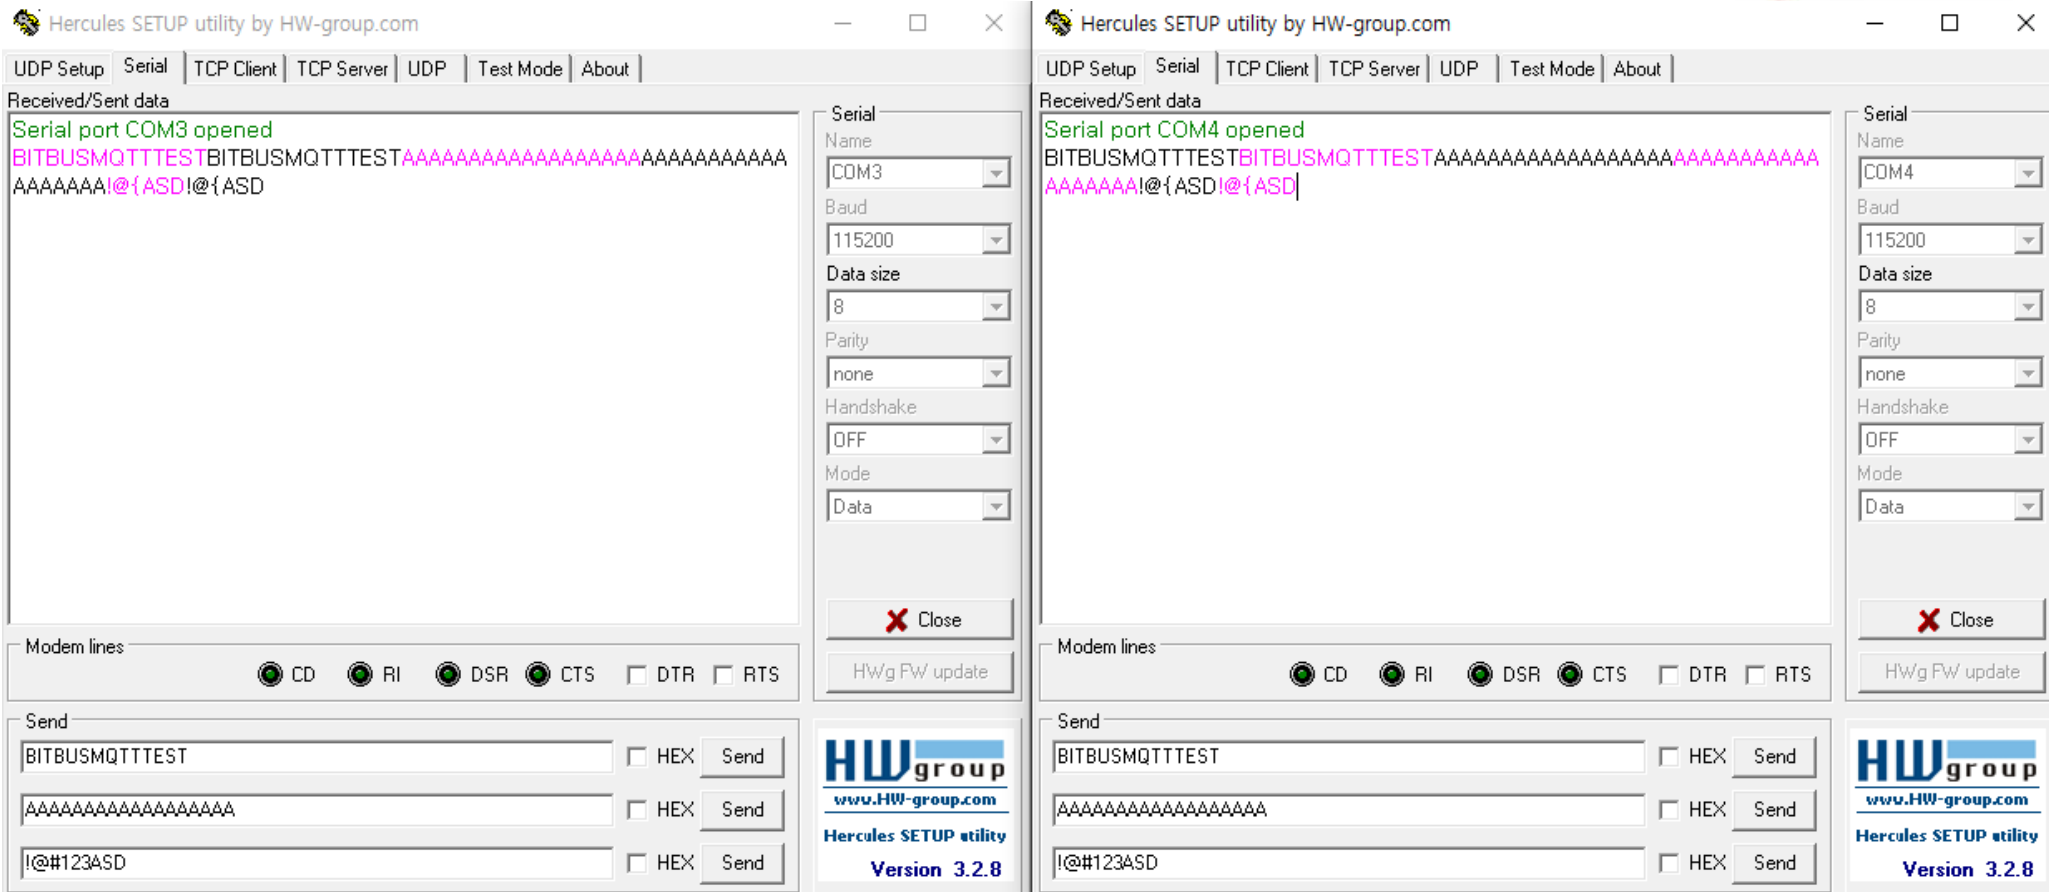 Hercules SETUP utility by HW-group.com
UDP Setup Serial TCP Client TCP Server UDP Test Mode About
Received/Sent data
Serial port COM3 opened
BITBUSMQTTTESTBITBUSMQTTTESTAAAAAAAAAAAAAAAAAAAAAAAAAAAAA
AAAAAAA!@{ASD!@{ASD
Serial
Name
COM3
Baud
115200
Data size
8
Parity
none
Handshake
OFF
Mode
Data
Close
HWg FW update
Modem lines
CD RI DSR CTS DTR RTS
Send
BITBUSMQTTTEST HEX Send
AAAAAAAAAAAAAAAAAA HEX Send
!@#123ASD HEX Send
HW group
www.HW-group.com
Hercules SETUP utility
Version 3.2.8
Hercules SETUP utility by HW-group.com
UDP Setup Serial TCP Client TCP Server UDP Test Mode About
Received/Sent data
Serial port COM4 opened
BITBUSMQTTTESTBITBUSMQTTTESTAAAAAAAAAAAAAAAAAAAAAAAAAAAAA
AAAAAAA!@{ASD!@{ASD
Serial
Name
COM4
Baud
115200
Data size
8
Parity
none
Handshake
OFF
Mode
Data
Close
HWg FW update
Modem lines
CD RI DSR CTS DTR RTS
Send
BITBUSMQTTTEST HEX Send
AAAAAAAAAAAAAAAAAA HEX Send
!@#123ASD HEX Send
HW group
www.HW-group.com
Hercules SETUP utility
Version 3.2.8